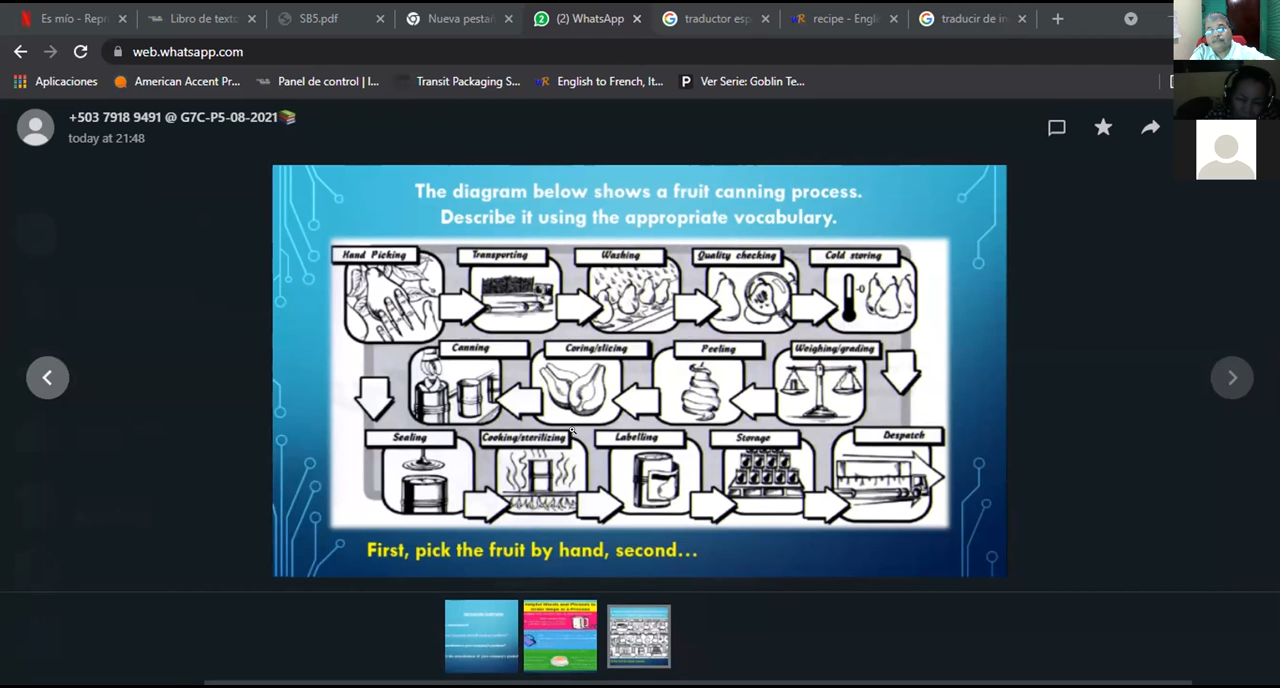 Es mío - Repr
Libro de texto
SB5.pdf
Nueva pestañ
(2) WhatsApp
traductor esp
recipe - Engli
traducir de in
web.whatsapp.com
Aplicaciones
American Accent Pr...
Panel de control | I...
Transit Packaging S...
English to French, It...
Ver Serie: Goblin Te...
+503 7918 9491 @ G7C-P5-08-2021
today at 21:48
The diagram below shows a fruit canning process.
Describe it using the appropriate vocabulary.
Hand Picking
Transporting
Washing
Quality checking
Cold storing
Canning
Coring/slicing
Peeling
Weighing/grading
Sealing
Cooking/sterilizing
Labelling
Storage
Despatch
First, pick the fruit by hand, second...